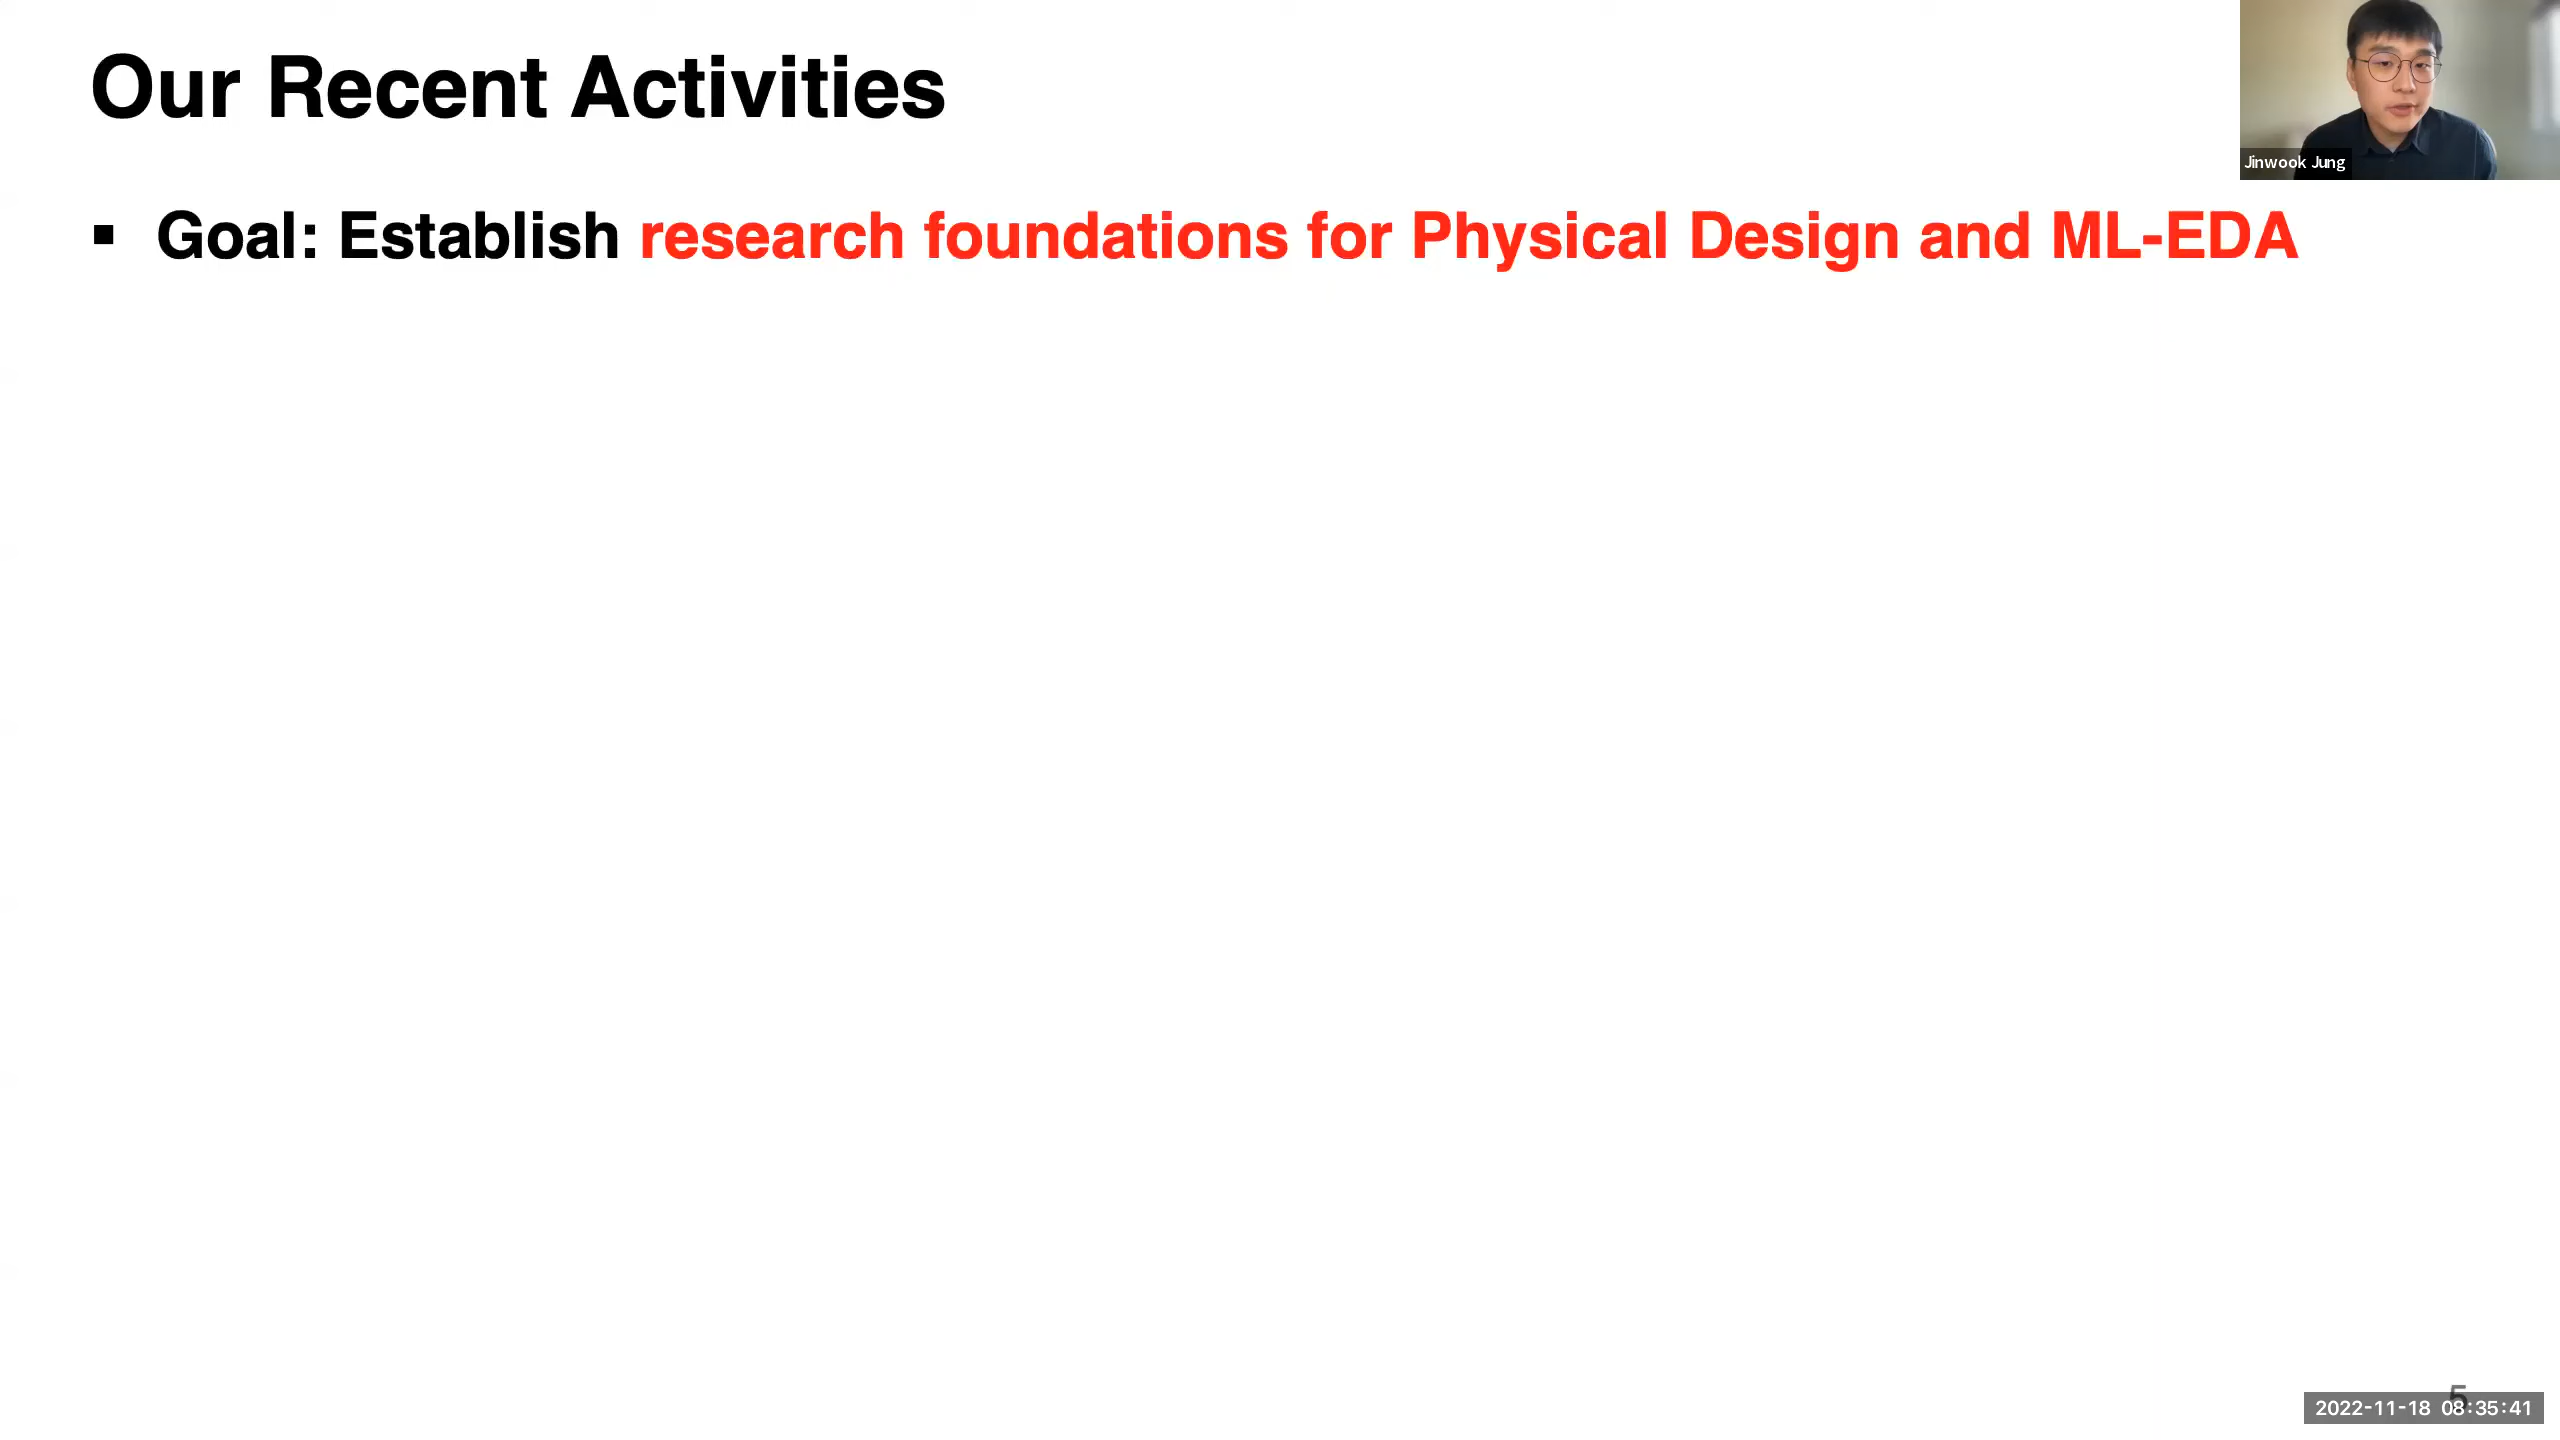 Our Recent Activities
Jinwook Jung
▪ Goal: Establish research foundations for Physical Design and ML-EDA
5
2022-11-18 08:35:41